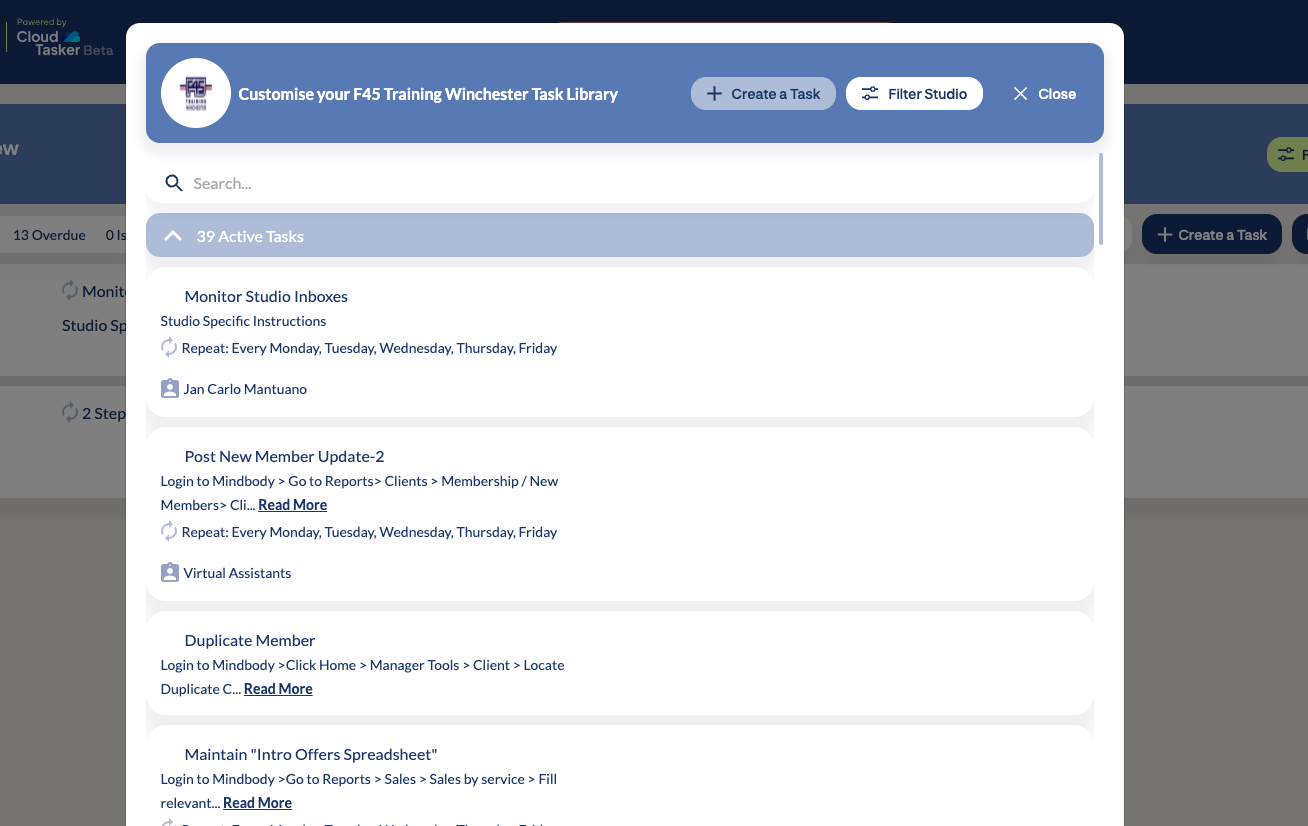 Powered by
Cloud
Tasker Beta
F45
TRAINING
WINCHESTER
Customise your F45 Training Winchester Task Library
Create a Task
Filter Studio
Close
ew
F
Search...
13 Overdue
0 Is
39 Active Tasks
Create a Task
Monito
Studio Sp
2 Step
Monitor Studio Inboxes
Studio Specific Instructions
Repeat: Every Monday, Tuesday, Wednesday, Thursday, Friday
Jan Carlo Mantuano
Post New Member Update-2
Login to Mindbody > Go to Reports> Clients > Membership / New
Members> Cli... Read More
Repeat: Every Monday, Tuesday, Wednesday, Thursday, Friday
Virtual Assistants
Duplicate Member
Login to Mindbody >Click Home > Manager Tools > Client > Locate
Duplicate C... Read More
Maintain "Intro Offers Spreadsheet"
Login to Mindbody >Go to Reports > Sales > Sales by service > Fill
relevant... Read More